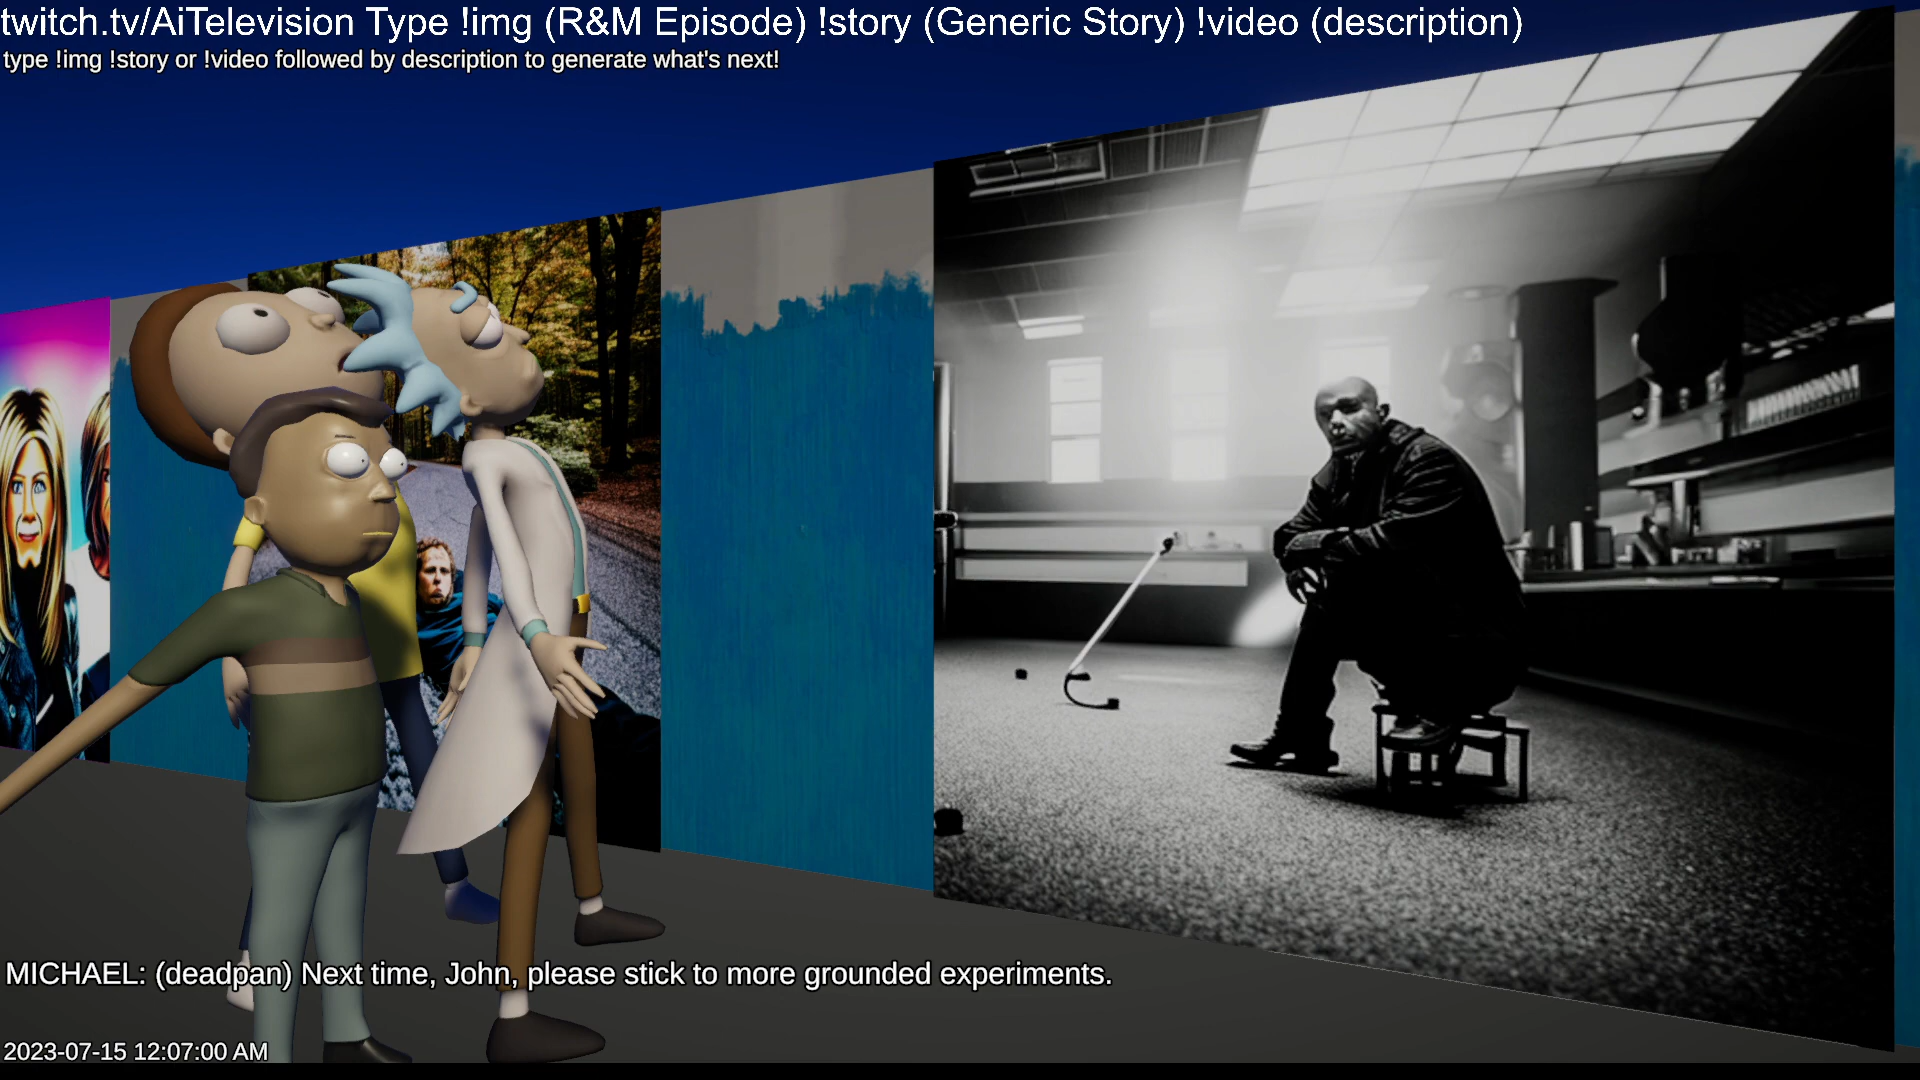 twitch.tv/AiTelevision Type !img (R&M Episode) !story (Generic Story) !video (description)
type !img !story or !video followed by description to generate what's next!
MICHAEL: (deadpan) Next time, John, please stick to more grounded experiments.
2023-07-15 12:07:00 AM